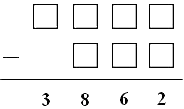 □ □ □ □
− □ □ □
3 8 6 2